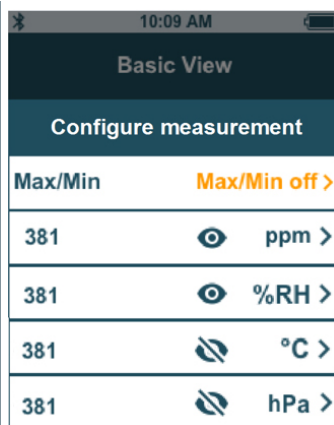 10:09 AM
Basic View
Configure measurement
Max/Min Max/Min off >
381 ppm >
381 %RH >
381 °C >
381 hPa >